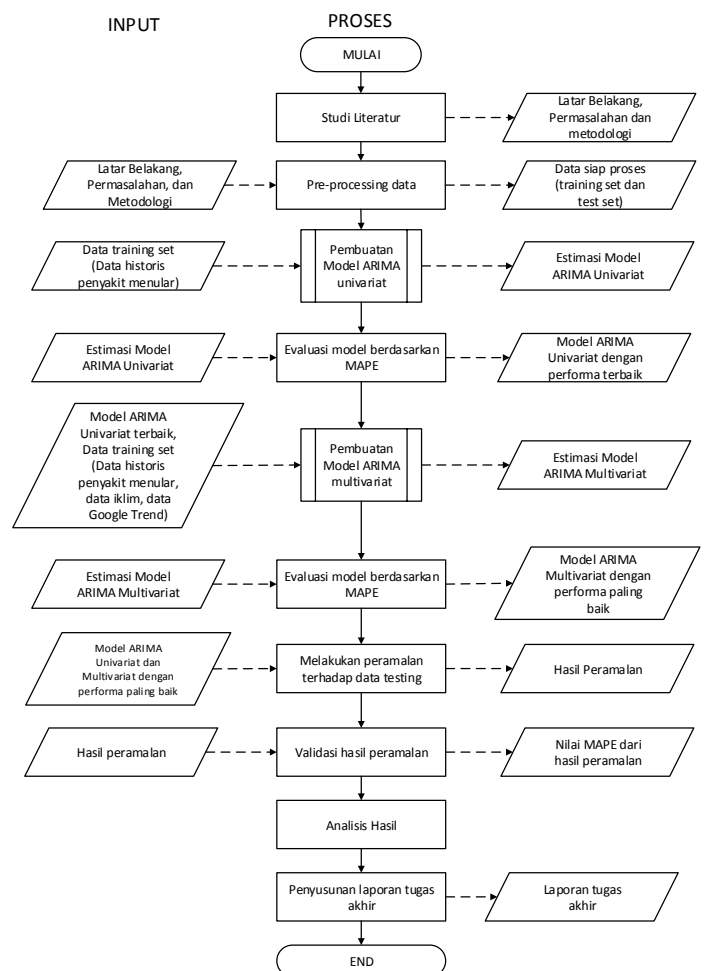 INPUT
PROSES
MULAI
Studi Literatur
Latar Belakang,
Permasalahan dan
metodologi
Latar Belakang,
Permasalahan, dan
Metodologi
Pre-processing data
Data siap proses
(training set dan
test set)
Data training set
(Data historis
penyakit menular)
Pembuatan
Model ARIMA
univariat
Estimasi Model
ARIMA Univariat
Estimasi Model
ARIMA Univariat
Evaluasi model berdasarkan
MAPE
Model ARIMA
Univariat dengan
performa terbaik
Model ARIMA
Univariat terbaik,
Data training set
(Data historis
penyakit menular,
data iklim, data
Google Trend)
Pembuatan
Model ARIMA
multivariat
Estimasi Model
ARIMA Multivariat
Estimasi Model
ARIMA Multivariat
Evaluasi model berdasarkan
MAPE
Model ARIMA
Multivariat dengan
performa paling
baik
Model ARIMA
Univariat dan
Multivariat dengan
performa paling baik
Melakukan peramalan
terhadap data testing
Hasil Peramalan
Hasil peramalan
Validasi hasil peramalan
Nilai MAPE dari
hasil peramalan
Analisis Hasil
Penyusunan laporan tugas
akhir
Laporan tugas
akhir
END